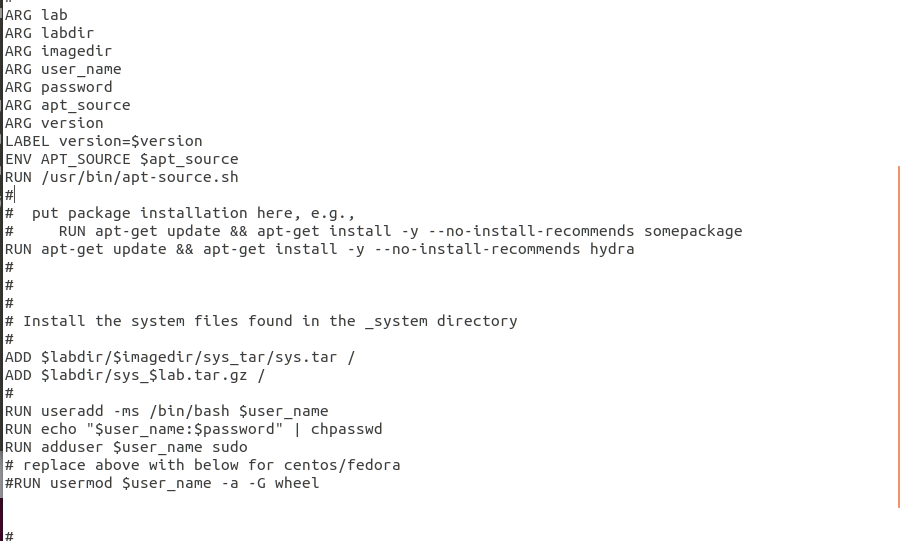 ARG lab
ARG labdir
ARG imagedir
ARG user_name
ARG password
ARG apt_source
ARG version
LABEL version=$version
ENV APT_SOURCE $apt_source
RUN /usr/bin/apt-source.sh
#
#  put package installation here, e.g.,
#     RUN apt-get update && apt-get install -y --no-install-recommends somepackage
RUN apt-get update && apt-get install -y --no-install-recommends hydra
#
#
#
# Install the system files found in the _system directory
#
ADD $labdir/$imagedir/sys_tar/sys.tar /
ADD $labdir/sys_$lab.tar.gz /
#
RUN useradd -ms /bin/bash $user_name
RUN echo "$user_name:$password" | chpasswd
RUN adduser $user_name sudo
# replace above with below for centos/fedora
#RUN usermod $user_name -a -G wheel
#